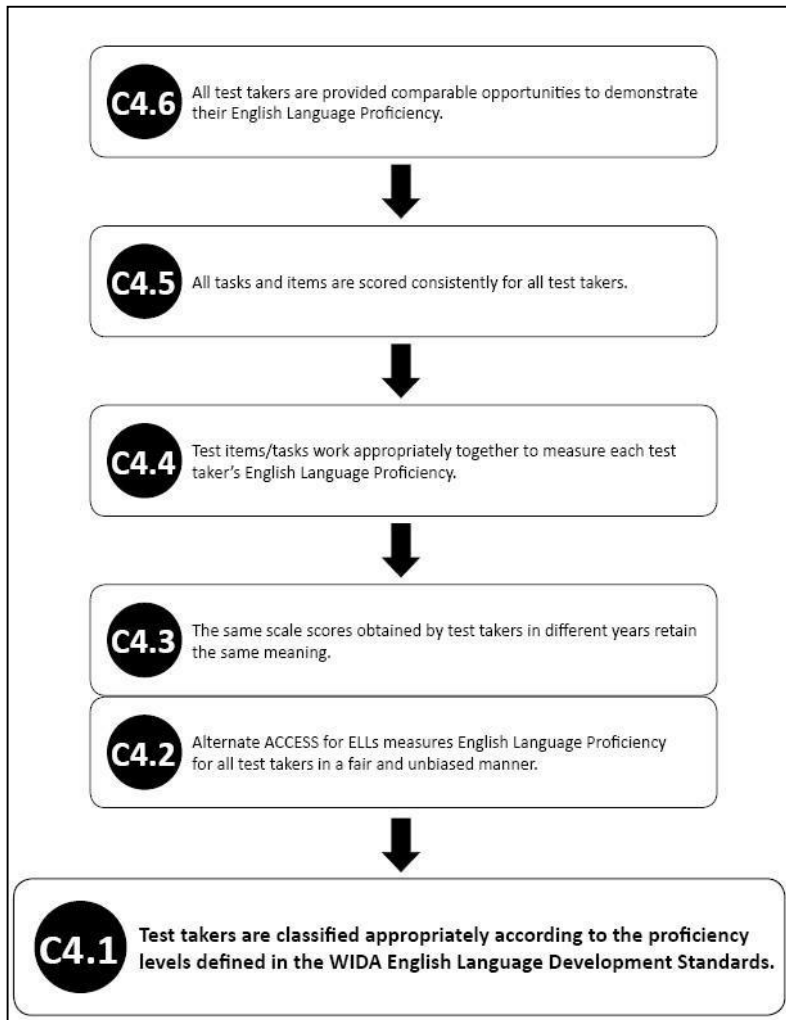 C4.6
All test takers are provided comparable opportunities to demonstrate
their English Language Proficiency.
C4.5
All tasks and items are scored consistently for all test takers.
C4.4
Test items/tasks work appropriately together to measure each test
taker's English Language Proficiency.
C4.3
The same scale scores obtained by test takers in different years retain
the same meaning.
C4.2
Alternate ACCESS for ELLs measures English Language Proficiency
for all test takers in a fair and unbiased manner.
C4.1
Test takers are classified appropriately according to the proficiency
levels defined in the WIDA English Language Development Standards.